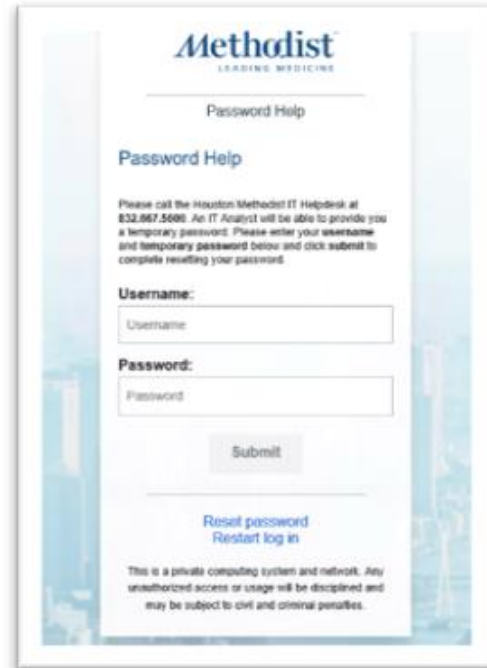 Methodist
LEADING MEDICINE
Password Help
Password Help
Please call the Houston Methodist IT Helpdesk at
832.667.5600. An IT Analyst will be able to provide you
a temporary password. Please enter your username
and temporary password below and click submit to
complete resetting your password.
Username:
Username
Password:
Password
Submit
Reset password
Restart log in
This is a private computing system and network. Any
unauthorized access or usage will be disciplined and
may be subject to civil and criminal penalties.